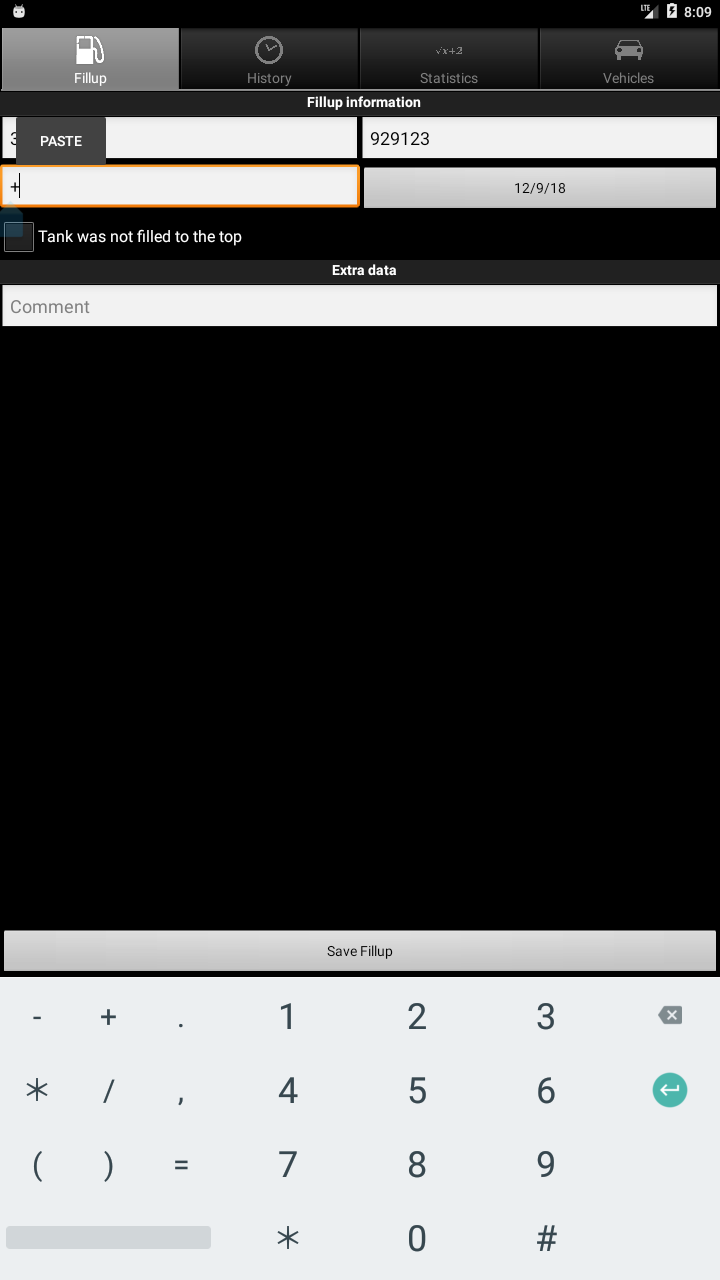 LTE 8:09
Fillup
History
√x+2 Statistics
Vehicles
Fillup information
3 PASTE 929123
+ 12/9/18
Tank was not filled to the top
Extra data
Comment
Save Fillup
- + . 1 2 3
* / , 4 5 6
( ) = 7 8 9
* 0 #